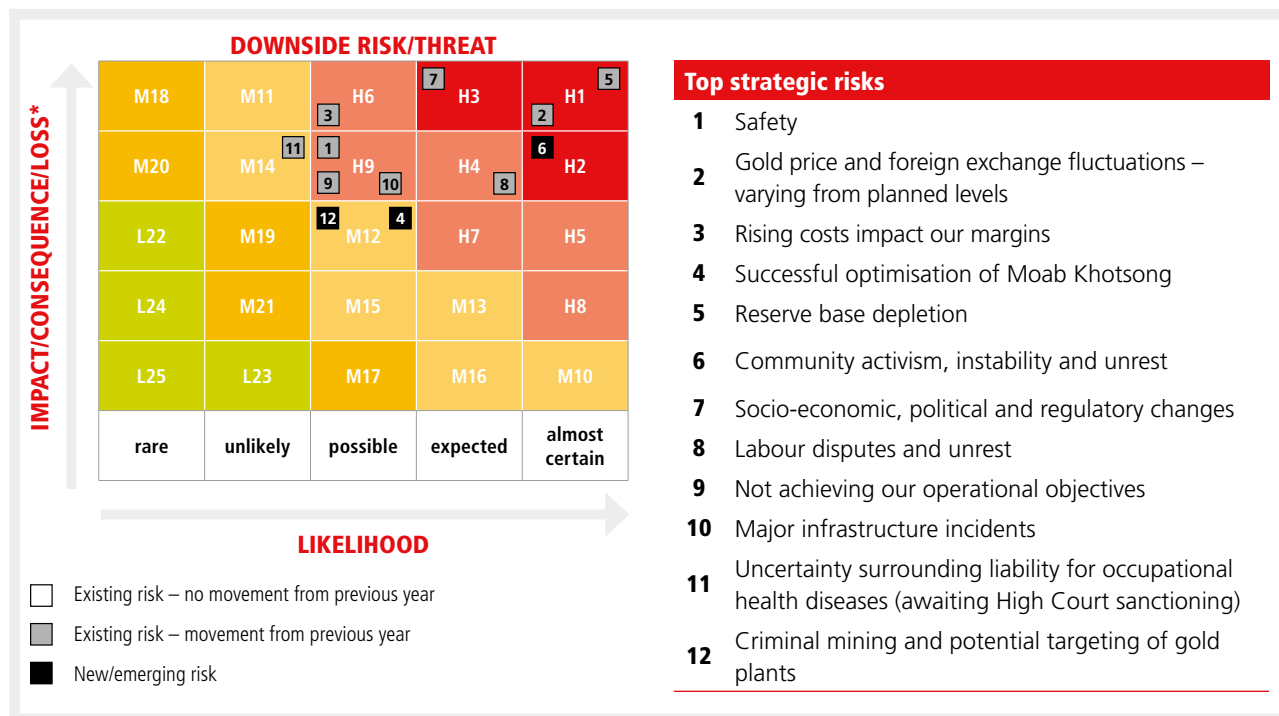 DOWNSIDE RISK/THREAT
IMPACT/CONSEQUENCE/LOSS*
M18 M11 H6 3 7 H3 H1 5 2
M20 M14 11 1 H9 9 10 H4 8 6 H2
L22 M19 12 M12 4 H7 H5
L24 M21 M15 M13 H8
L25 L23 M17 M16 M10
rare unlikely possible expected almost
certain
LIKELIHOOD
Existing risk – no movement from previous year
Existing risk – movement from previous year
New/emerging risk
Top strategic risks
1 Safety
2 Gold price and foreign exchange fluctuations –
varying from planned levels
3 Rising costs impact our margins
4 Successful optimisation of Moab Khotsong
5 Reserve base depletion
6 Community activism, instability and unrest
7 Socio-economic, political and regulatory changes
8 Labour disputes and unrest
9 Not achieving our operational objectives
10 Major infrastructure incidents
11 Uncertainty surrounding liability for occupational
health diseases (awaiting High Court sanctioning)
12 Criminal mining and potential targeting of gold
plants